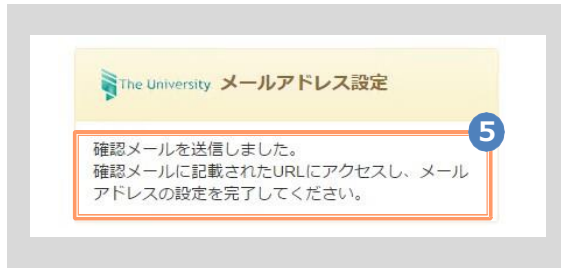 The University メールアドレス設定
5
確認メールを送信しました。
確認メールに記載されたURLにアクセスし、メール
アドレスの設定を完了してください。